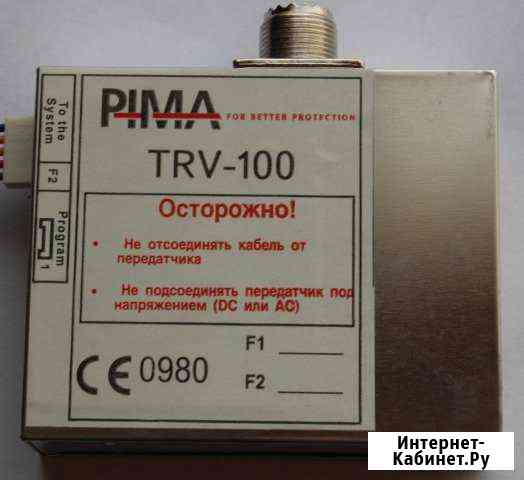 PIMA FOR BETTER PROTECTION
TRV-100
To the
System
F2
Program
1
Осторожно!
• Не отсоединять кабель от
передатчика
• Не подсоединять передатчик под
напряжением (DC или AC)
CE 0980
F1
F2
Интернет-
Кабинет.Ру